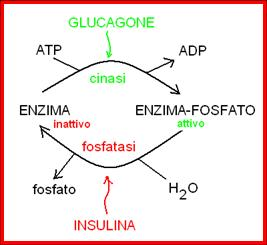 GLUCAGONE
ATP ADP
cinasi
ENZIMA ENZIMA-FOSFATO
inattivo attivo
fosfatasi
fosfato H₂O
INSULINA